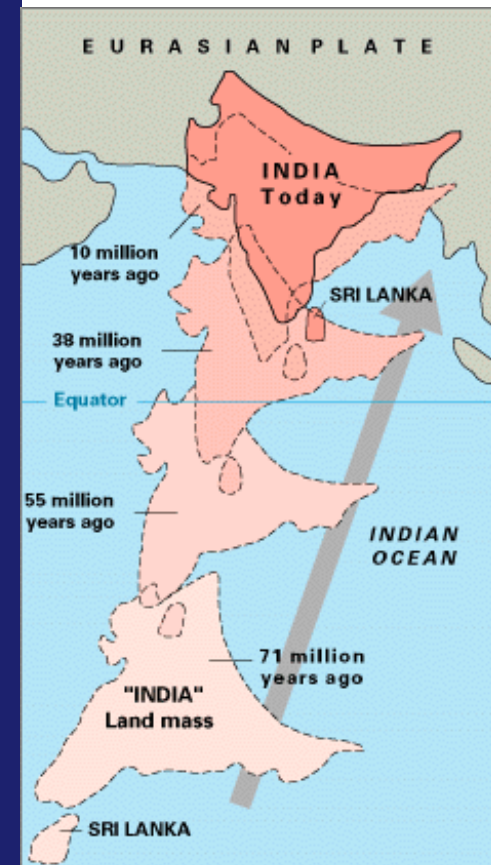 EURASIAN PLATE
INDIA
Today
10 million
years ago
SRI LANKA
38 million
years ago
Equator
55 million
years ago
INDIAN
OCEAN
71 million
years ago
"INDIA"
Land mass
SRI LANKA